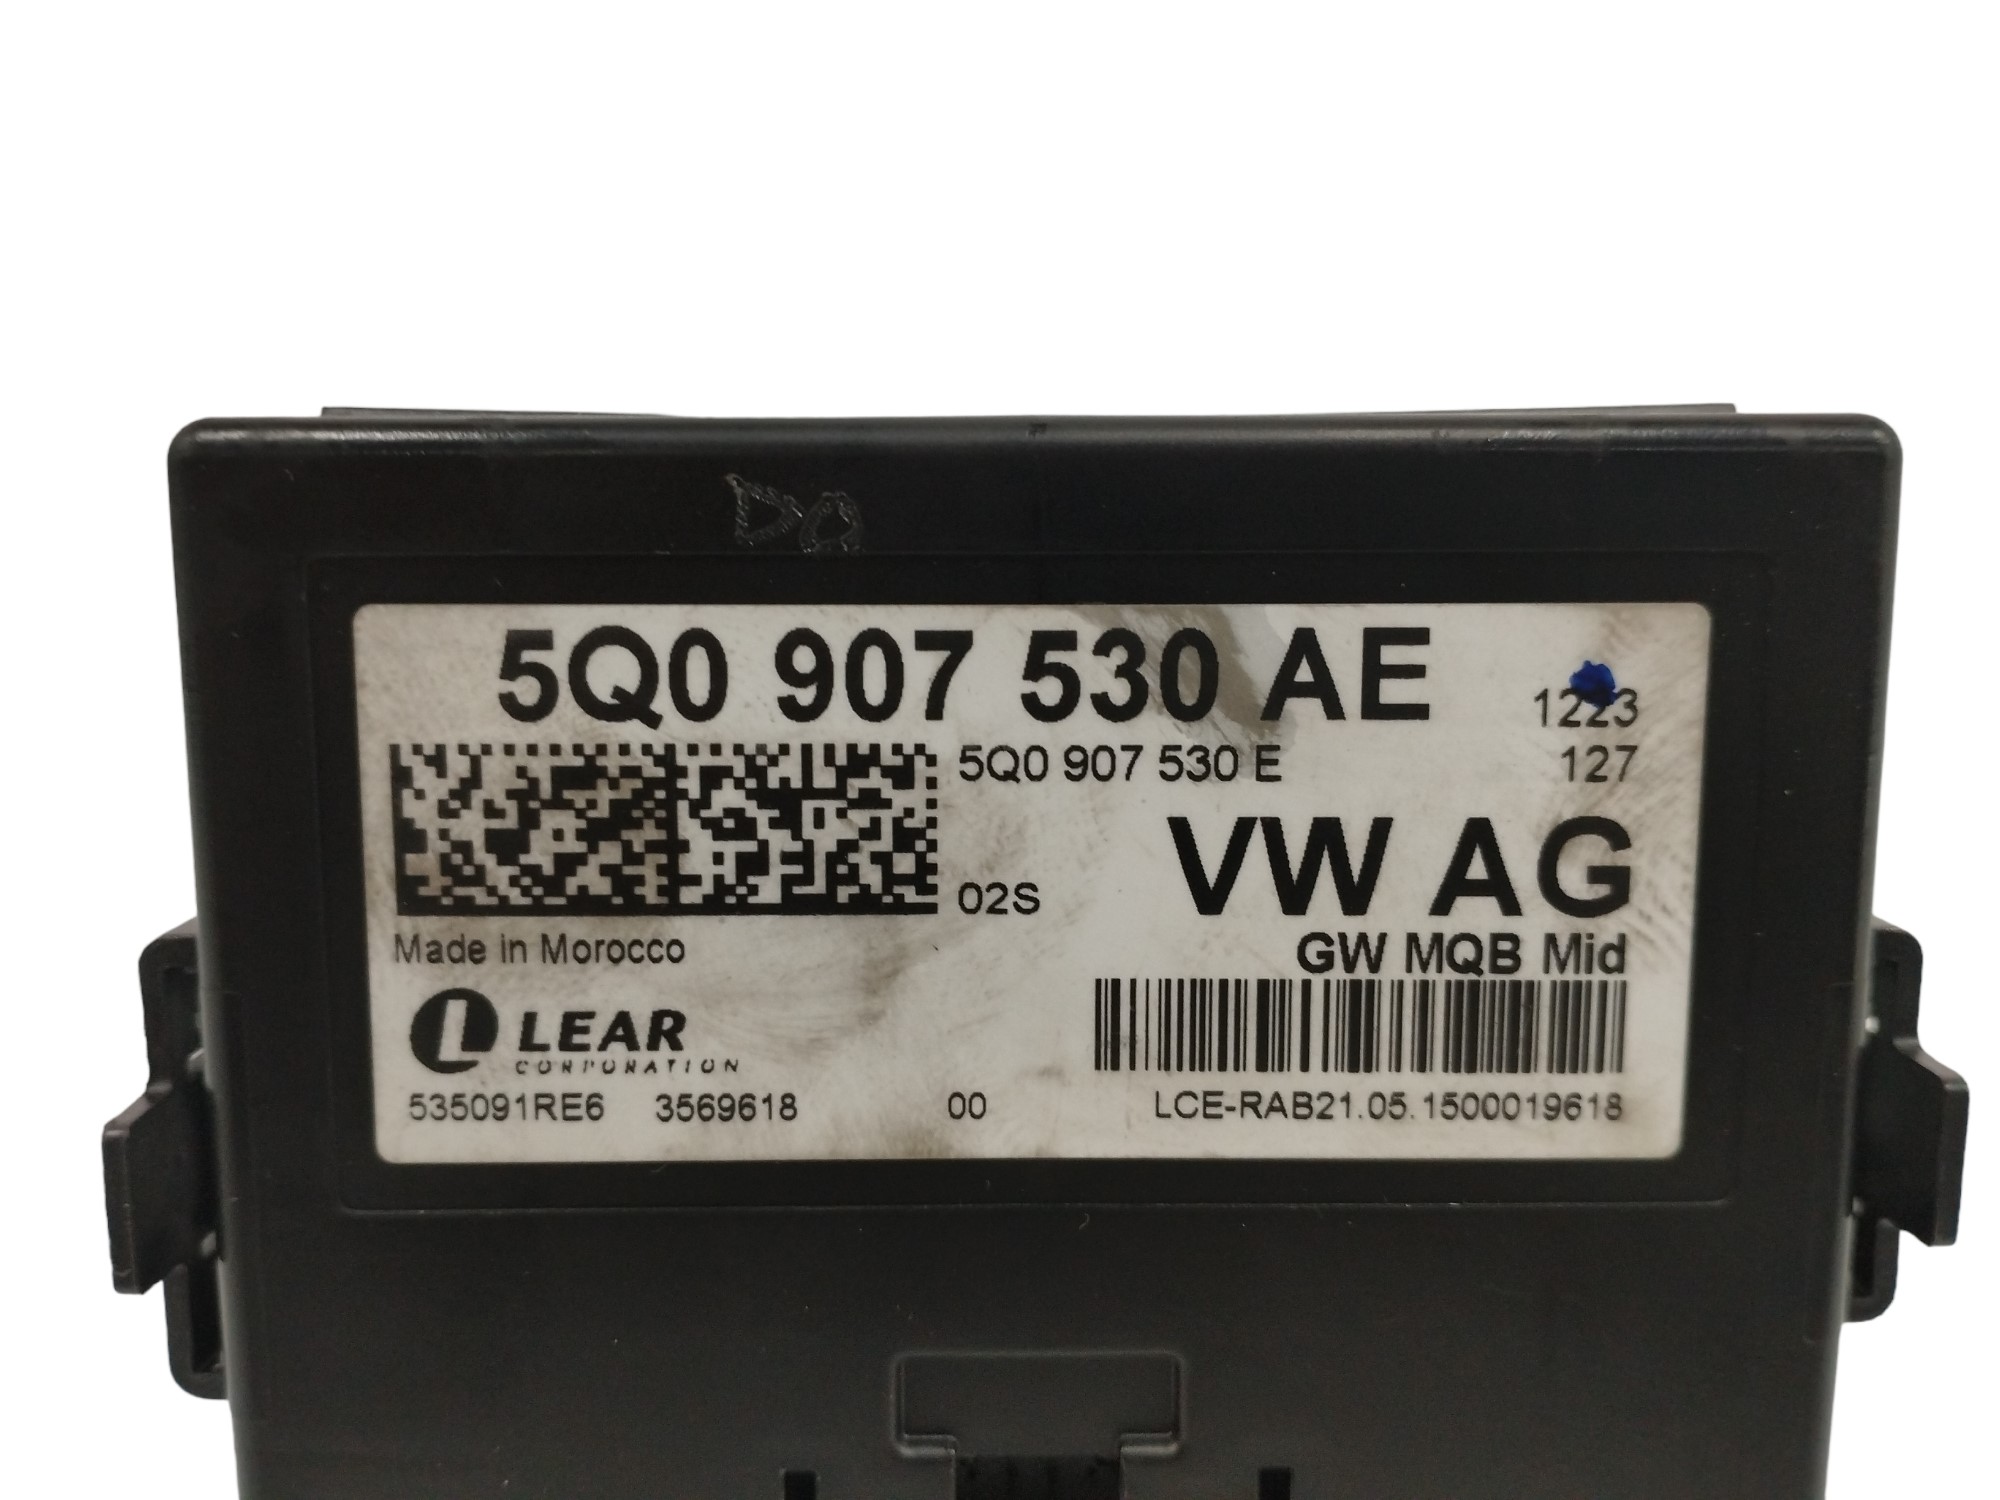 5Q0 907 530 AE
1223
5Q0 907 530 E
127
VW AG
02S
Made in Morocco
GW MQB Mid
LEAR
CORPORATION
535091RE6 3569618 00 LCE-RAB21.05.1500019618